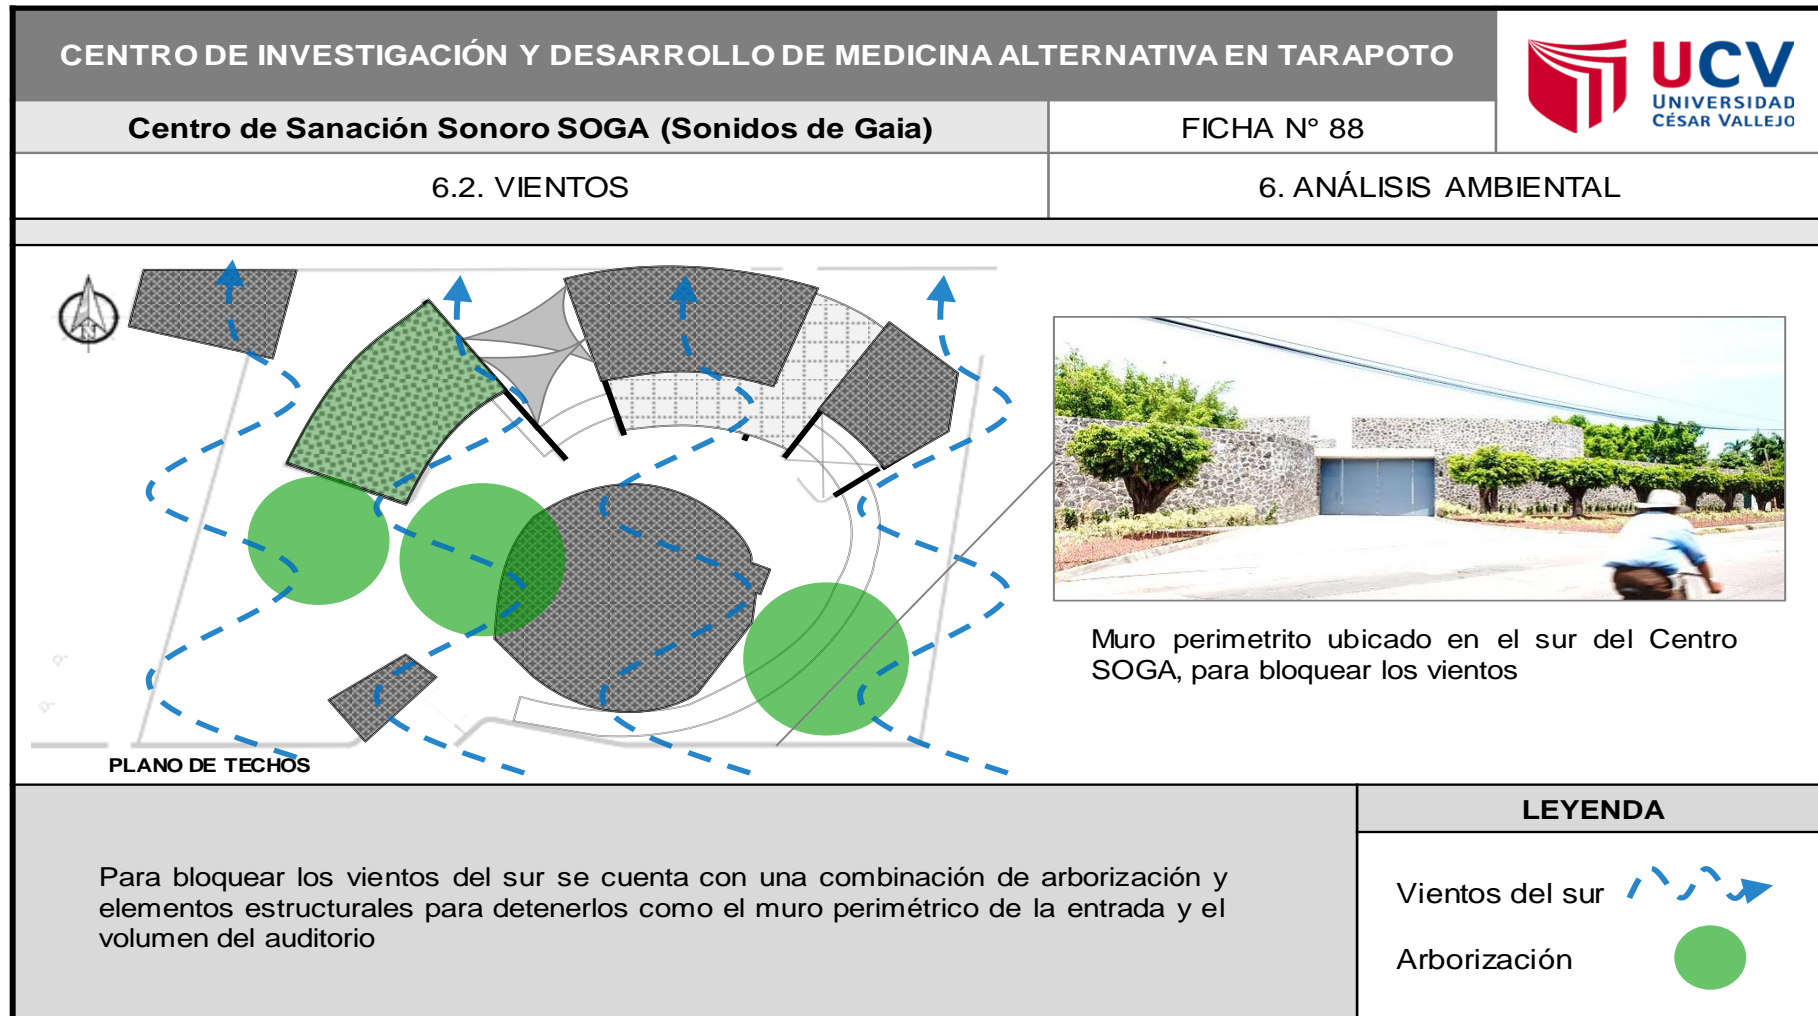 CENTRO DE INVESTIGACIÓN Y DESARROLLO DE MEDICINA ALTERNATIVA EN TARAPOTO
UCV
UNIVERSIDAD
CÉSAR VALLEJO
Centro de Sanación Sonoro SOGA (Sonidos de Gaia)
FICHA N° 88
6.2. VIENTOS
6. ANÁLISIS AMBIENTAL
N
Muro perimetrito ubicado en el sur del Centro
SOGA, para bloquear los vientos
PLANO DE TECHOS
Para bloquear los vientos del sur se cuenta con una combinación de arborización y
elementos estructurales para detenerlos como el muro perimétrico de la entrada y el
volumen del auditorio
LEYENDA
Vientos del sur
Arborización